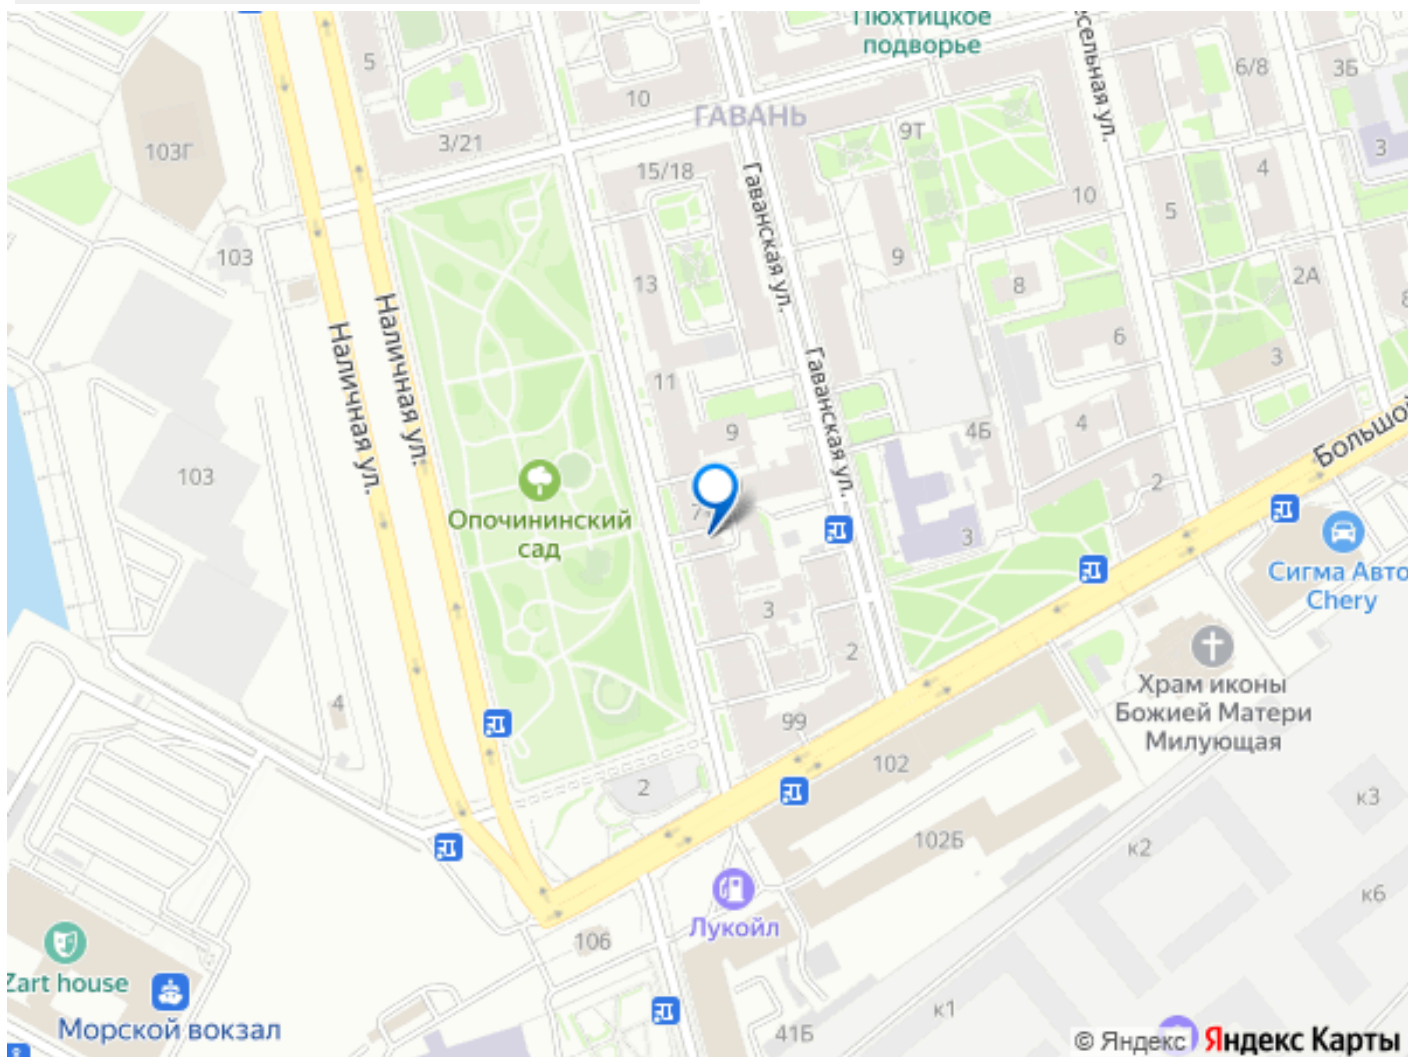 Пюхтицкое
подворье
6/8
3Б
5
10
ГАВАНЬ
9Т
103Г
3/21
15/18
3
4
10
5
Гаванская ул.
103
9
2А
13
8
Наличная ул.
Наличная ул.
6
3
Гаванская ул.
11
9
4Б
4
Большой
103
2
Опочининский
сад
3
Сигма Авто
Chery
3
2
Храм иконы
Божией Матери
Милующая
4
99
102
2
к3
102Б
к2
к6
Лукойл
106
Zart house
к1
Морской вокзал
41Б
© Яндекс
Яндекс Карты